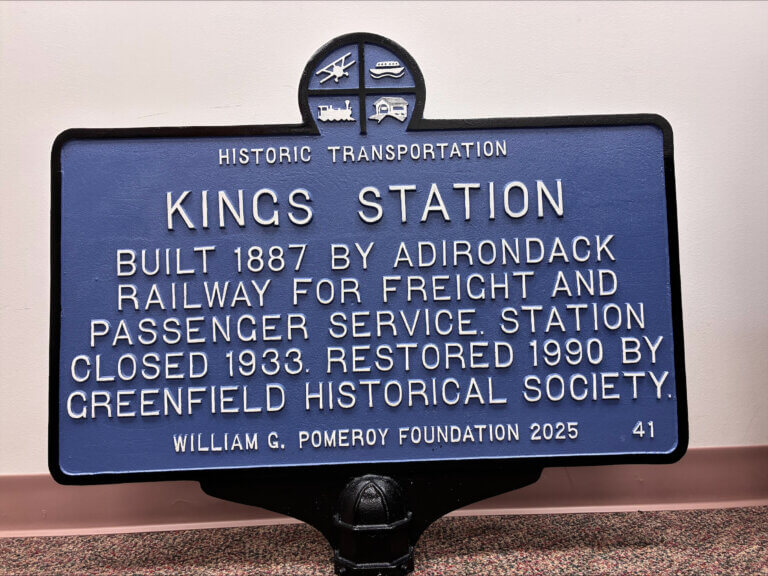 HISTORIC TRANSPORTATION
KINGS STATION
BUILT 1887 BY ADIRONDACK
RAILWAY FOR FREIGHT AND
PASSENGER SERVICE. STATION
CLOSED 1933. RESTORED 1990 BY
GREENFIELD HISTORICAL SOCIETY.
WILLIAM G. POMEROY FOUNDATION 2025 41